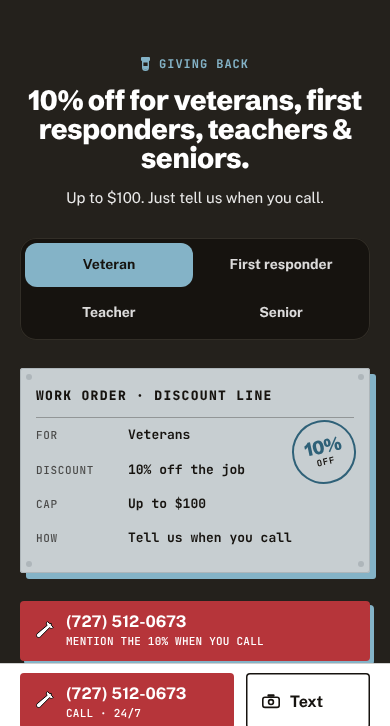 GIVING BACK
10% off for veterans, first
responders, teachers &
seniors.
Up to $100. Just tell us when you call.
Veteran
First responder
Teacher
Senior
WORK ORDER · DISCOUNT LINE
FOR Veterans
DISCOUNT 10% off the job
CAP Up to $100
HOW Tell us when you call
10%
OFF
(727) 512-0673
MENTION THE 10% WHEN YOU CALL
(727) 512-0673
CALL · 24/7
Text